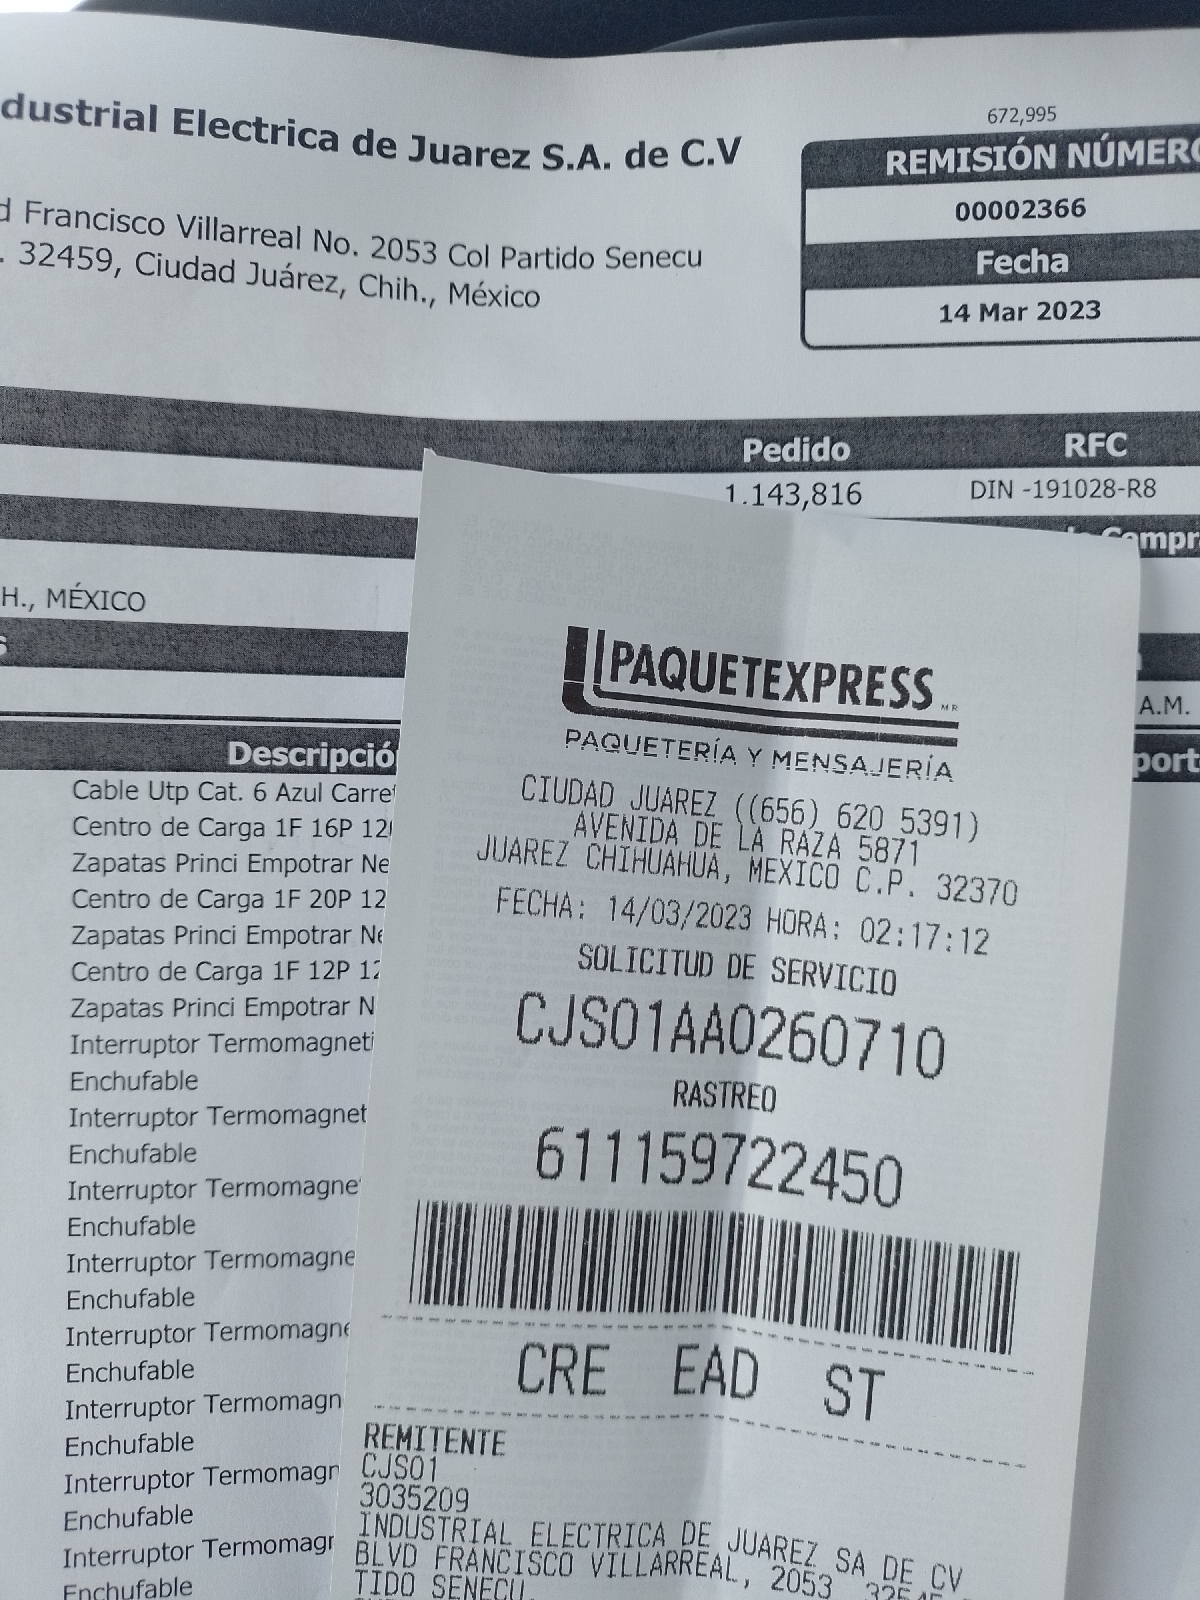 dustrial Electrica de Juarez S.A. de C.V
d Francisco Villarreal No. 2053 Col Partido Senecu
. 32459, Ciudad Juárez, Chih., México
672,995
REMISIÓN NÚMERO
00002366
Fecha
14 Mar 2023
Pedido RFC
1.143,816 DIN -191028-R8
Compr
H., MÉXICO
A.M.
Descripció
port
Cable Utp Cat. 6 Azul Carre
Centro de Carga 1F 16P 12
Zapatas Princi Empotrar Ne
Centro de Carga 1F 20P 12
Zapatas Princi Empotrar Ne
Centro de Carga 1F 12P 12
Zapatas Princi Empotrar N
Interruptor Termomagneti
Enchufable
Interruptor Termomagnet
Enchufable
Interruptor Termomagne
Enchufable
Interruptor Termomagne
Enchufable
Interruptor Termomagne
Enchufable
Interruptor Termomagn
Enchufable
Interruptor Termomagr
Enchufable
Interruptor Termomagr
Enchufable
PAQUETEXPRESS MR
PAQUETERÍA Y MENSAJERÍA
CIUDAD JUAREZ ((656) 620 5391)
AVENIDA DE LA RAZA 5871
JUAREZ CHIHUAHUA, MEXICO C.P. 32370
FECHA: 14/03/2023 HORA: 02:17:12
SOLICITUD DE SERVICIO
CJS01AA0260710
RASTREO
611159722450
CRE EAD ST
REMITENTE
CJS01
3035209
INDUSTRIAL ELECTRICA DE JUAREZ SA DE CV
BLVD FRANCISCO VILLARREAL, 2053
TIDO SENECU